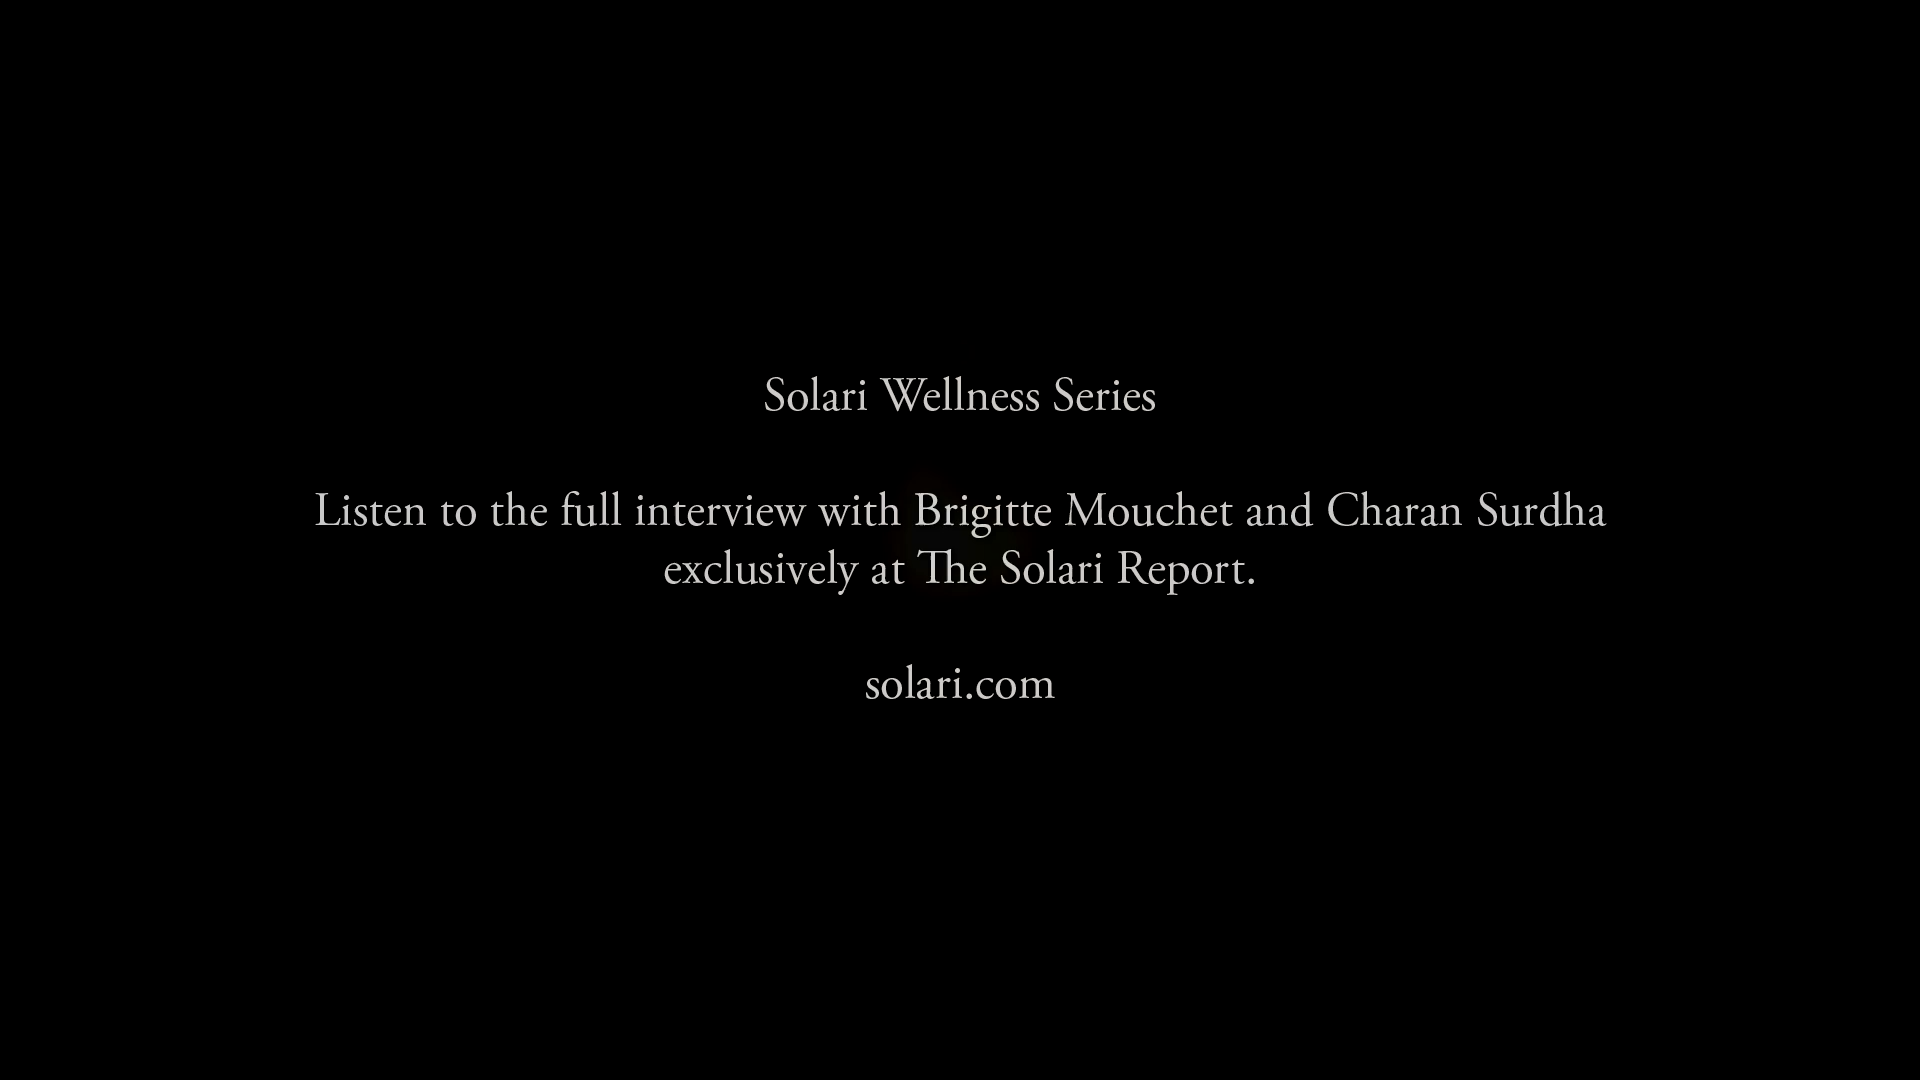 Solari Wellness Series
Listen to the full interview with Brigitte Mouchet and Charan Surdha
exclusively at The Solari Report.
solari.com